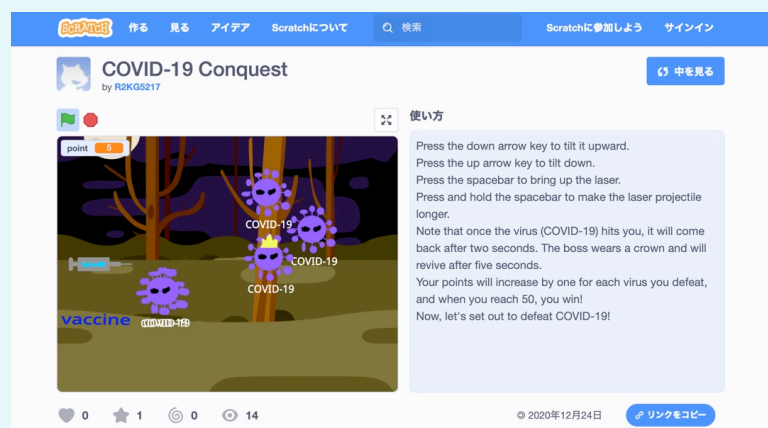 SCRATCH 作る 見る アイデア Scratchについて 検索 Scratchに参加しよう サインイン
COVID-19 Conquest
by R2KG5217
中を見る
使い方
point 5
COVID-19
COVID-19
COVID-19
vaccine
COVID-19
Press the down arrow key to tilt it upward.
Press the up arrow key to tilt down.
Press the spacebar to bring up the laser.
Press and hold the spacebar to make the laser projectile
longer.
Note that once the virus (COVID-19) hits you, it will come
back after two seconds. The boss wears a crown and will
revive after five seconds.
Your points will increase by one for each virus you defeat,
and when you reach 50, you win!
Now, let's set out to defeat COVID-19!
0 1 0 14
© 2020年12月24日
リンクをコピー